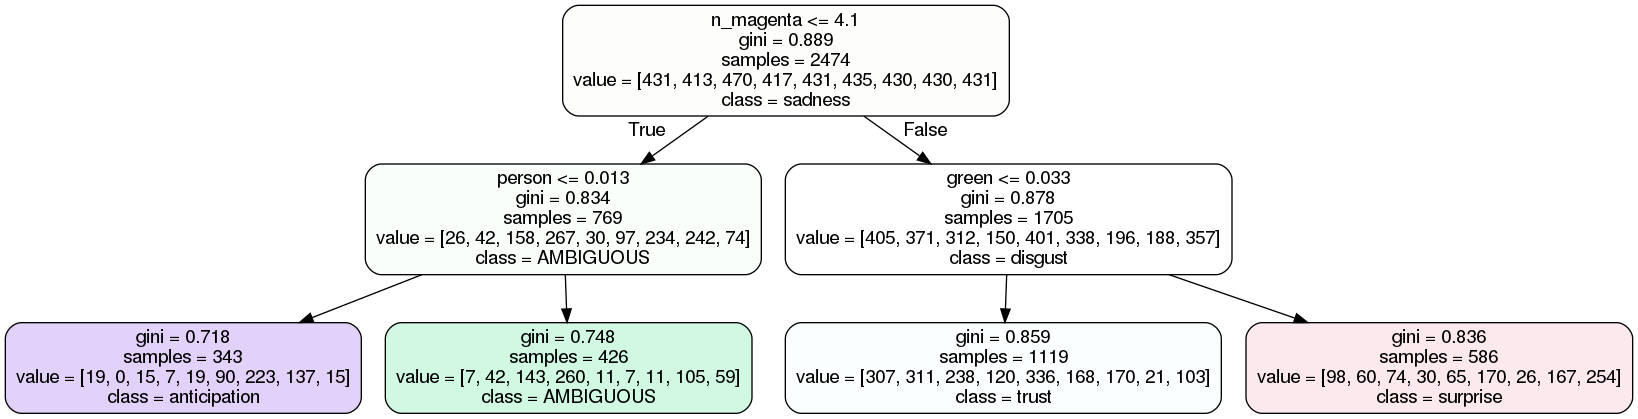 n_magenta <= 4.1
gini = 0.889
samples = 2474
value = [431, 413, 470, 417, 431, 435, 430, 430, 431]
class = sadness
True
False
person <= 0.013
gini = 0.834
samples = 769
value = [26, 42, 158, 267, 30, 97, 234, 242, 74]
class = AMBIGUOUS
green <= 0.033
gini = 0.878
samples = 1705
value = [405, 371, 312, 150, 401, 338, 196, 188, 357]
class = disgust
gini = 0.718
samples = 343
value = [19, 0, 15, 7, 19, 90, 223, 137, 15]
class = anticipation
gini = 0.748
samples = 426
value = [7, 42, 143, 260, 11, 7, 11, 105, 59]
class = AMBIGUOUS
gini = 0.859
samples = 1119
value = [307, 311, 238, 120, 336, 168, 170, 21, 103]
class = trust
gini = 0.836
samples = 586
value = [98, 60, 74, 30, 65, 170, 26, 167, 254]
class = surprise